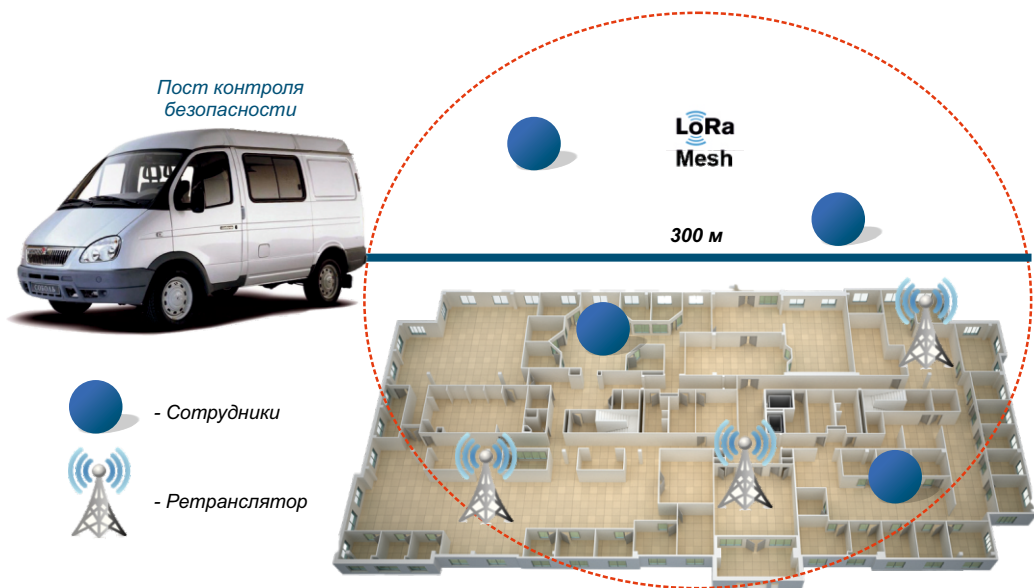 Пост контроля
безопасности
LoRa
Mesh
300 м
- Сотрудники
- Ретранслятор